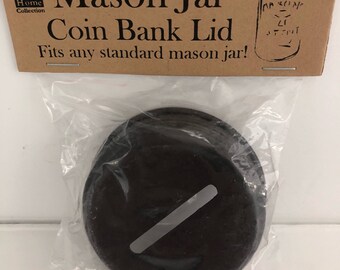 Home
Collection
Mason Jar
Coin Bank Lid
Fits any standard mason jar!